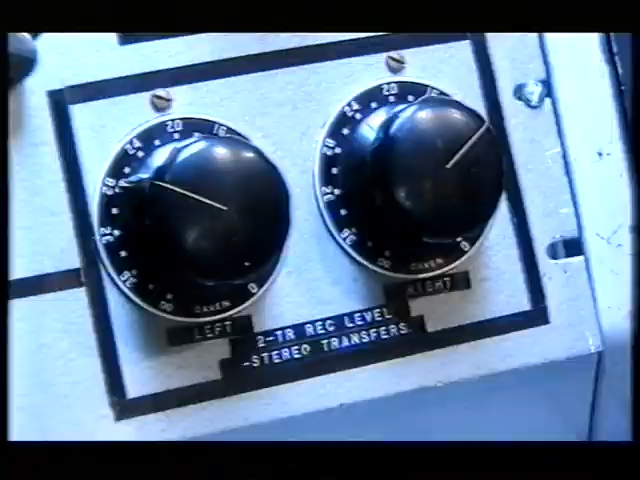 16
20
24
28
32
36
∞
DAVEN
0
LEFT
20
24
28
32
36
∞
DAVEN
0
RIGHT
2-TR REC LEVEL
-STEREO TRANSFERS-